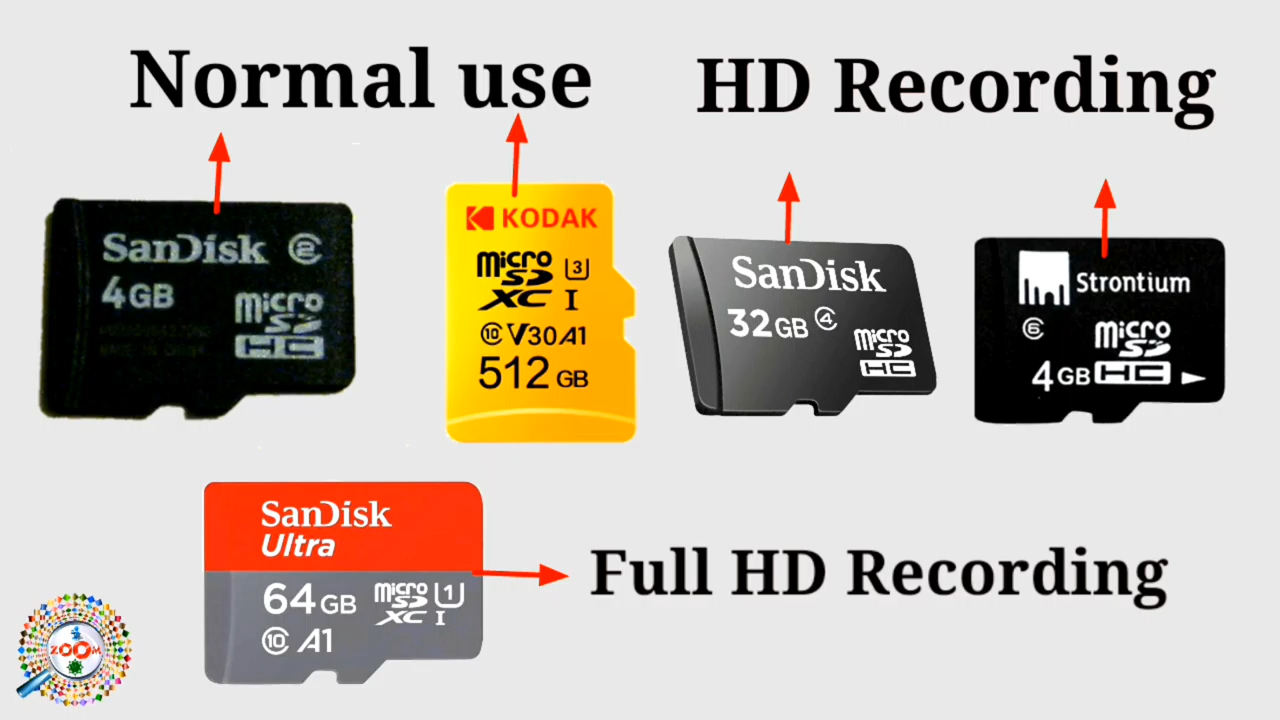 Normal use
HD Recording
SanDisk 2
4GB
micro
SD
HC
KODAK
micro
SD 3
XC I
10 V30 A1
512 GB
SanDisk
32GB 4
micro
SD
HC
Strontium
6 micro
SD
4GB HC
SanDisk
Ultra
64GB micro
SD 1
XC I
10 A1
Full HD Recording
ZOOM